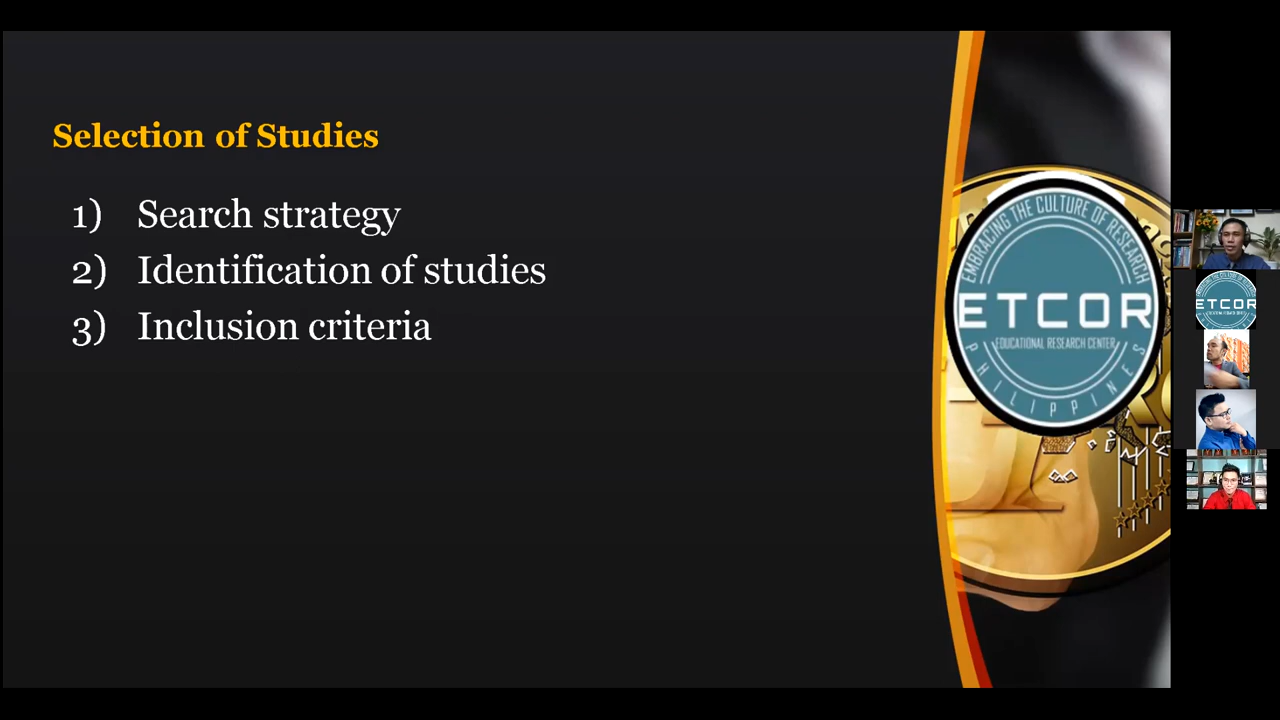 Selection of Studies
1) Search strategy
2) Identification of studies
3) Inclusion criteria
EMBRACING THE CULTURE OF RESEARCH
ETCOR
EDUCATIONAL RESEARCH CENTER
PHILIPPINES
ETCOR